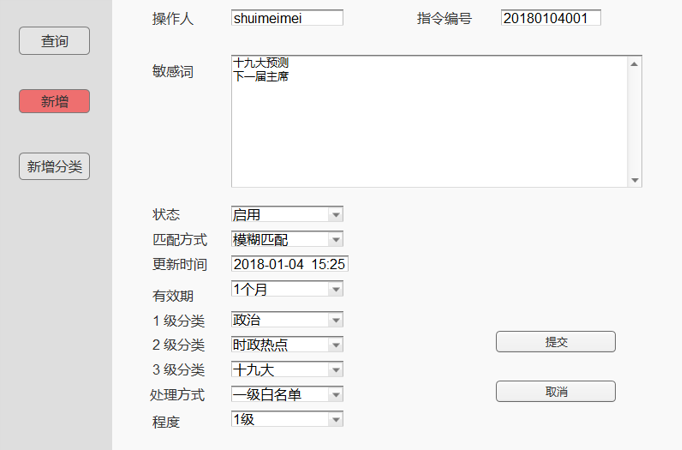 查询
新增
新增分类
操作人 shuimeimei 指令编号 20180104001
敏感词
十九大预测
下一届主席
状态 启用
匹配方式 模糊匹配
更新时间 2018-01-04 15:25
有效期 1个月
1级分类 政治
2级分类 时政热点
3级分类 十九大
处理方式 一级白名单
程度 1级
提交
取消